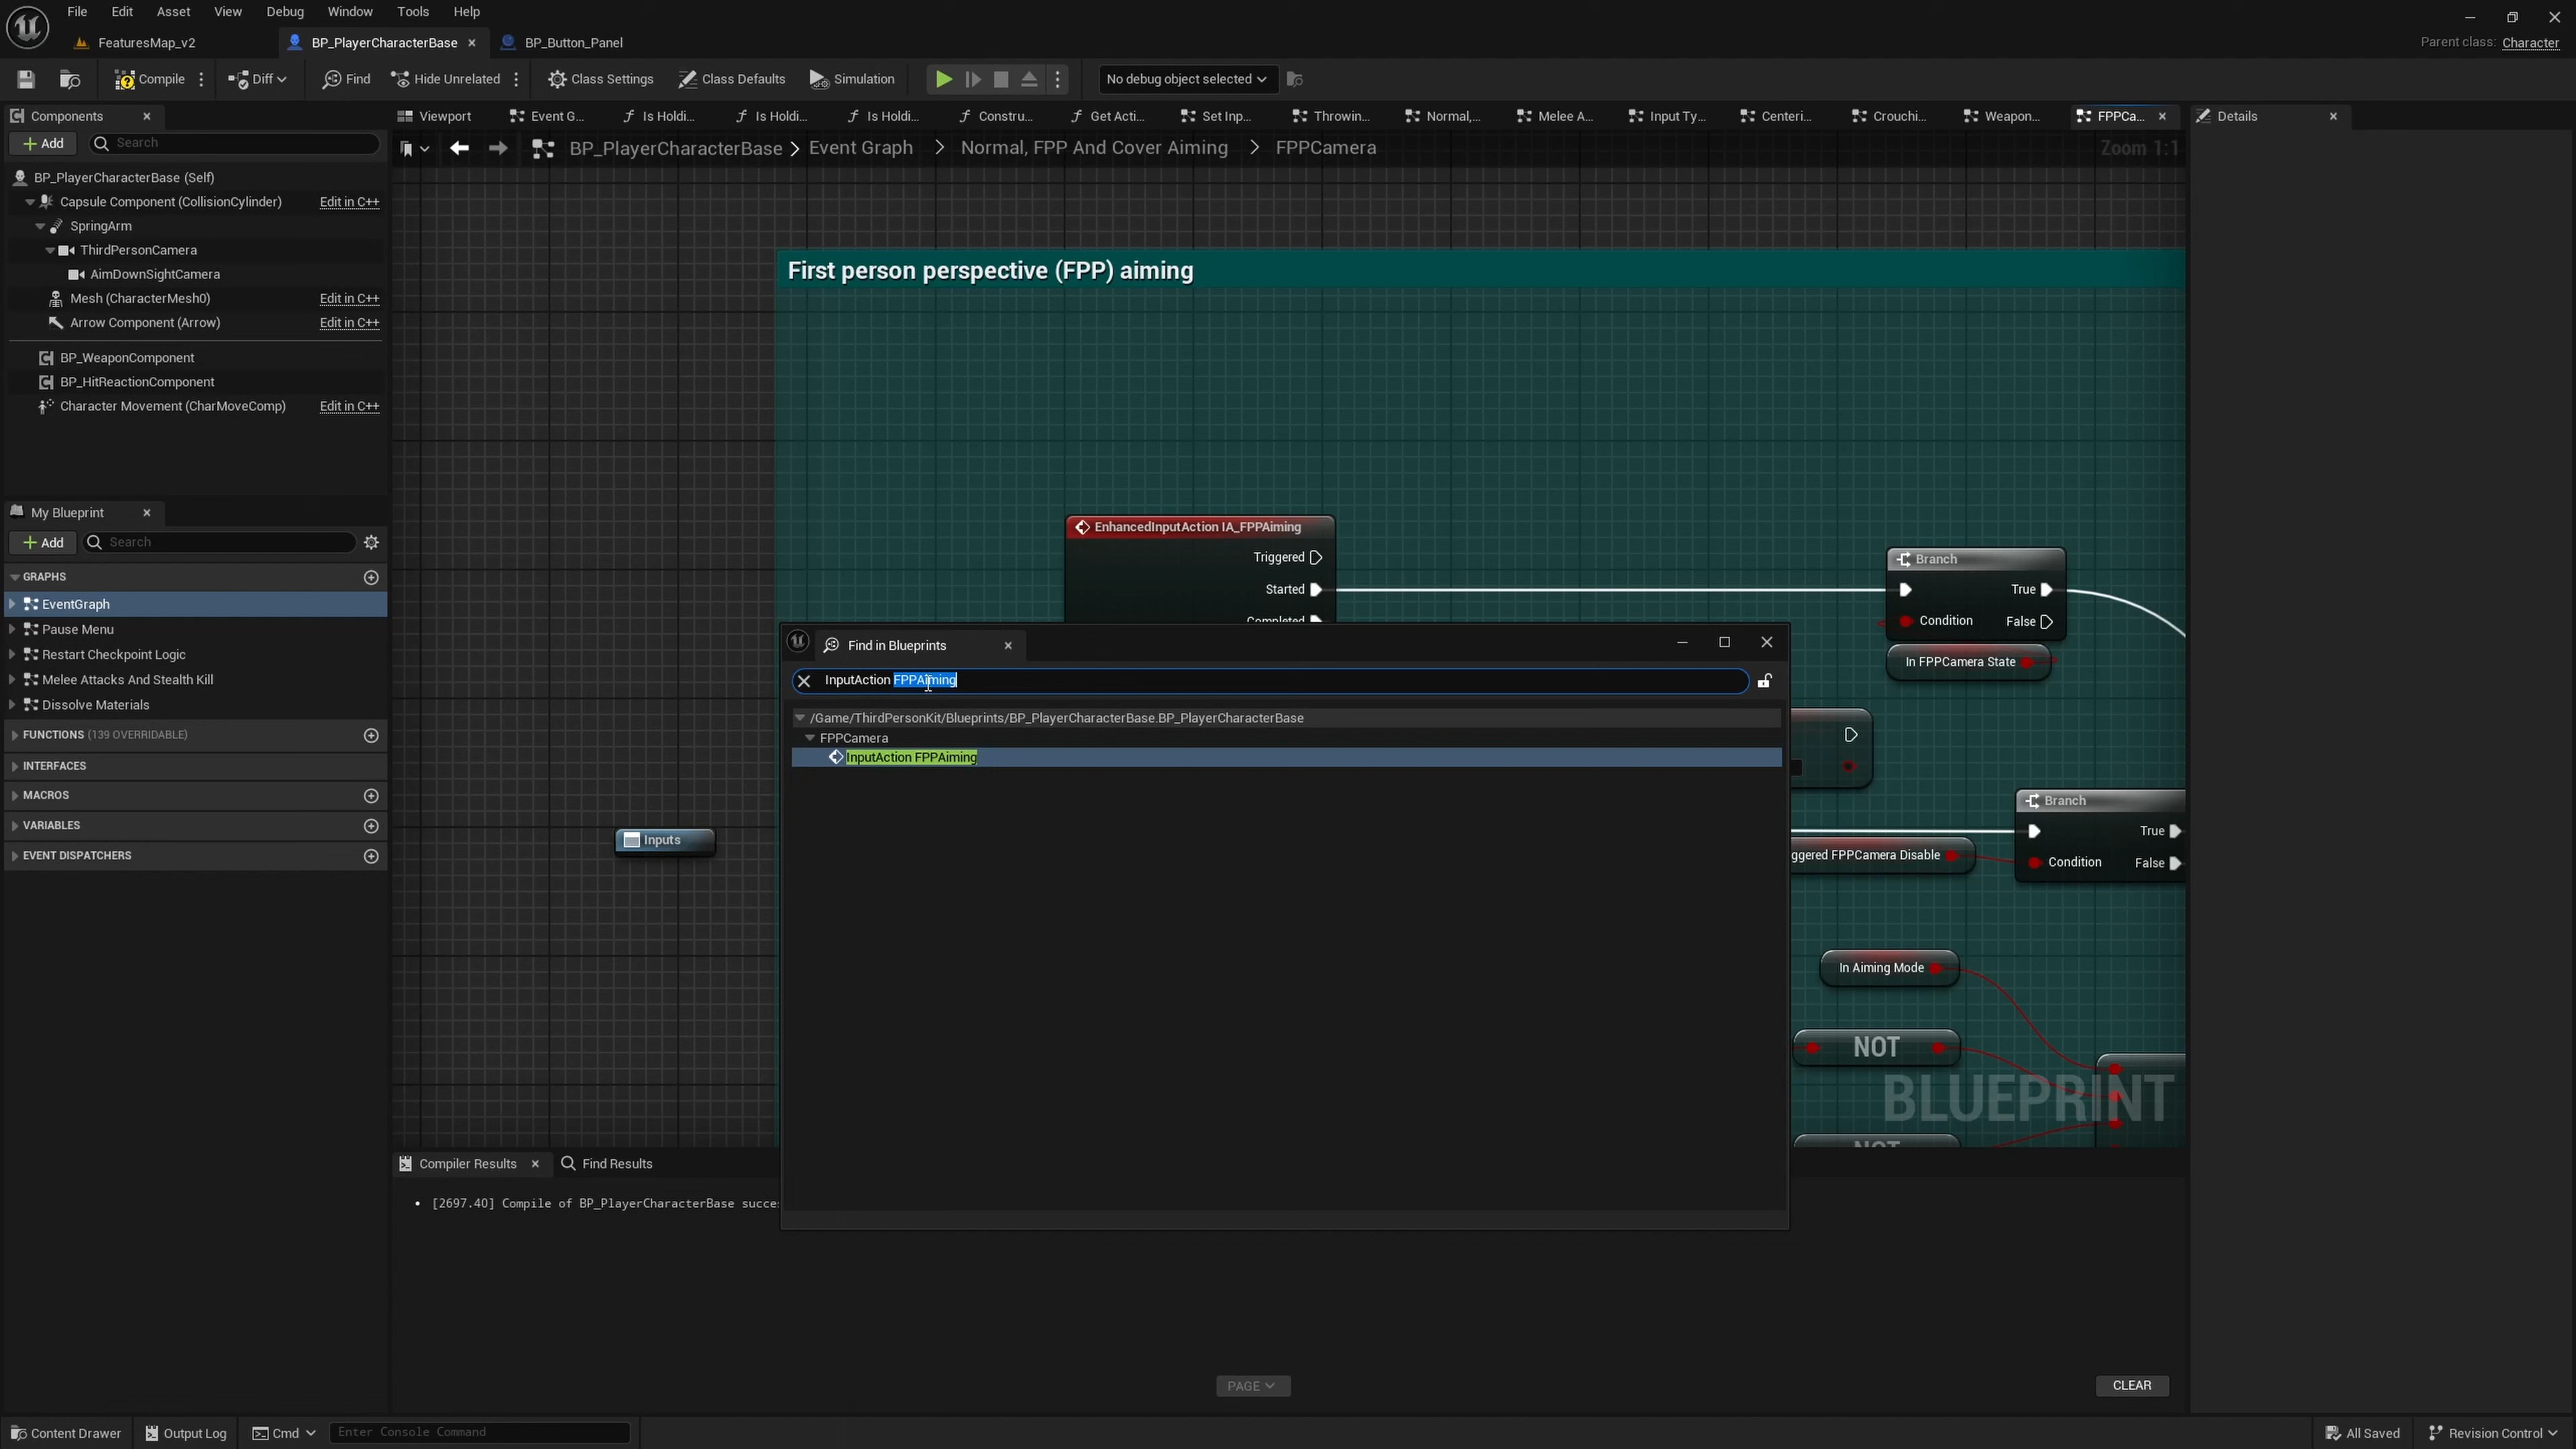 File Edit Asset View Debug Window Tools Help
FeaturesMap_v2 BP_PlayerCharacterBase BP_Button_Panel
Parent class: Character
Compile Diff Find Hide Unrelated Class Settings Class Defaults Simulation No debug object selected
Components
Add Search
BP_PlayerCharacterBase (Self)
Capsule Component (CollisionCylinder) Edit in C++
SpringArm
ThirdPersonCamera
AimDownSightCamera
Mesh (CharacterMesh0) Edit in C++
Arrow Component (Arrow) Edit in C++
BP_WeaponComponent
BP_HitReactionComponent
Character Movement (CharMoveComp) Edit in C++
My Blueprint
Add Search
GRAPHS
EventGraph
Pause Menu
Restart Checkpoint Logic
Melee Attacks And Stealth Kill
Dissolve Materials
FUNCTIONS (139 OVERRIDABLE)
INTERFACES
MACROS
VARIABLES
EVENT DISPATCHERS
Viewport Event G... Is Holdi... Is Holdi... Is Holdi... Constru... Get Acti... Set Inp... Throwin... Normal,... Melee A... Input Ty... Centeri... Crouchi... Weapon... FPPCa...
BP_PlayerCharacterBase > Event Graph > Normal, FPP And Cover Aiming > FPPCamera
Zoom 1:1
First person perspective (FPP) aiming
EnhancedInputAction IA_FPPAiming
Triggered
Started
Completed
Branch
True
Condition False
In FPPCamera State
Inputs
Find in Blueprints
InputAction FPPAiming
/Game/ThirdPersonKit/Blueprints/BP_PlayerCharacterBase.BP_PlayerCharacterBase
FPPCamera
InputAction FPPAiming
Branch
True
ggered FPPCamera Disable
Condition False
In Aiming Mode
NOT
BLUEPRINT
NOT
Compiler Results Find Results
[2697.40] Compile of BP_PlayerCharacterBase succes
PAGE
CLEAR
Details
Content Drawer Output Log Cmd Enter Console Command
All Saved Revision Control